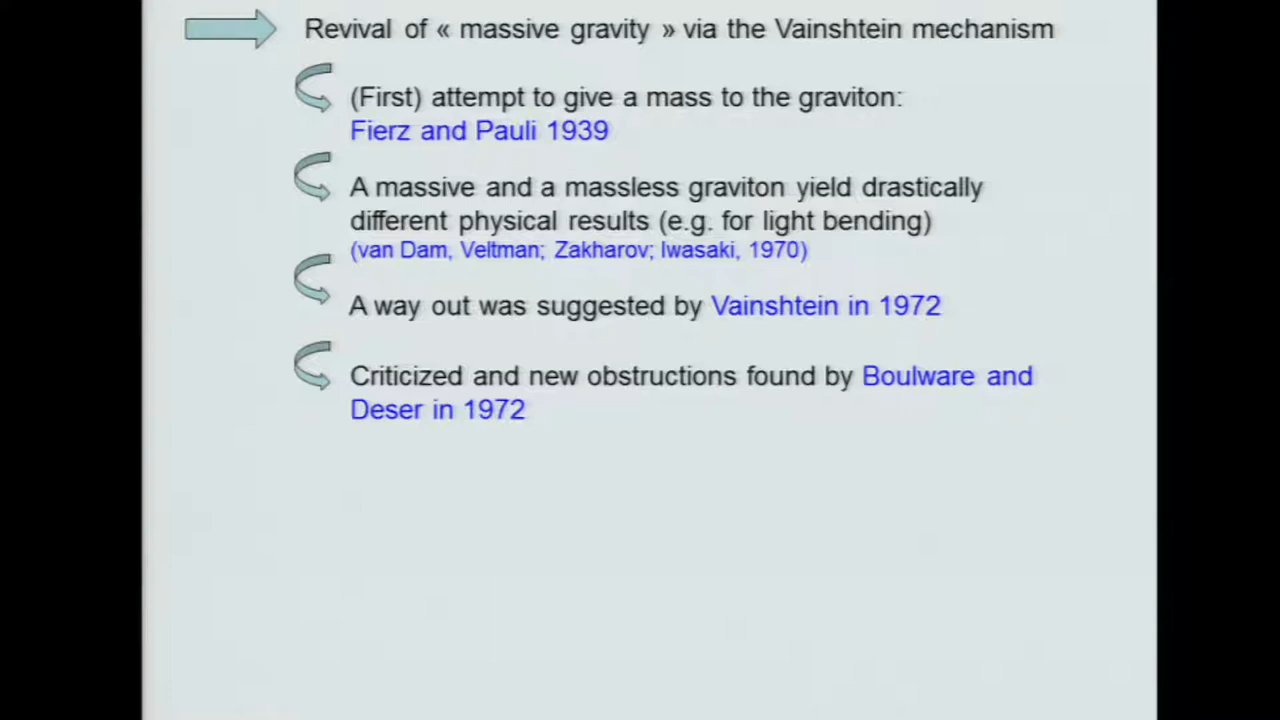 Revival of « massive gravity » via the Vainshtein mechanism
(First) attempt to give a mass to the graviton:
Fierz and Pauli 1939
A massive and a massless graviton yield drastically
different physical results (e.g. for light bending)
(van Dam, Veltman; Zakharov; Iwasaki, 1970)
A way out was suggested by Vainshtein in 1972
Criticized and new obstructions found by Boulware and
Deser in 1972